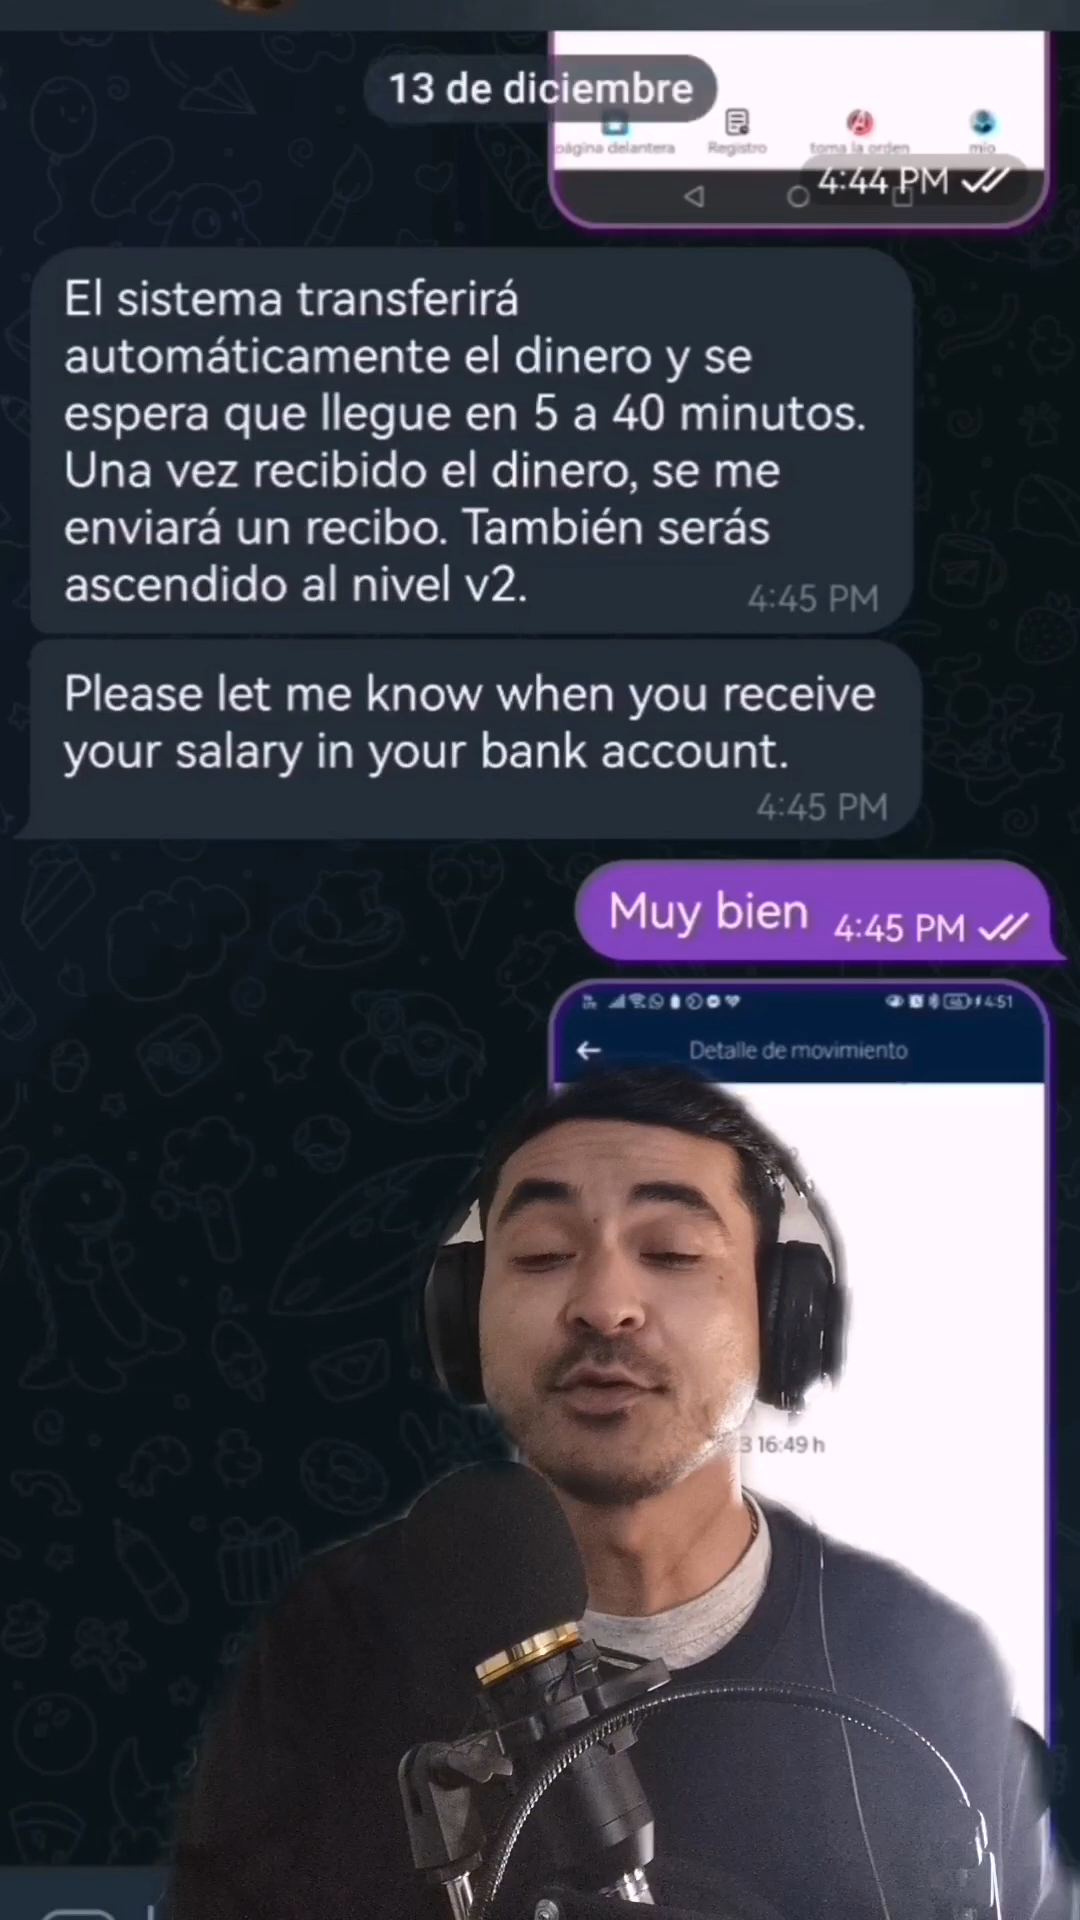 13 de diciembre
página delantera
Registro
toma la orden
mio
4:44 PM
El sistema transferirá
automáticamente el dinero y se
espera que llegue en 5 a 40 minutos.
Una vez recibido el dinero, se me
enviará un recibo. También serás
ascendido al nivel v2.
4:45 PM
Please let me know when you receive
your salary in your bank account.
4:45 PM
Muy bien 4:45 PM
4:51
Detalle de movimiento
3 16:49 h